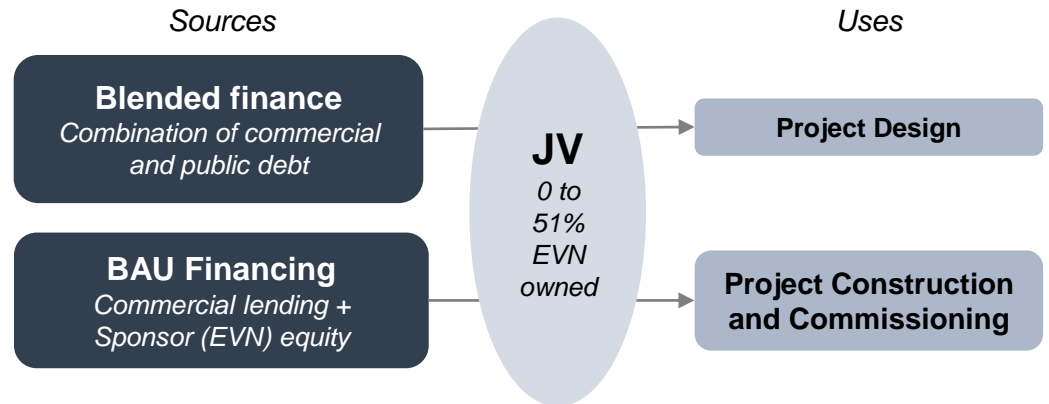 Sources
Uses
Blended finance
Combination of commercial
and public debt
JV
0 to
51%
EVN
owned
Project Design
BAU Financing
Commercial lending +
Sponsor (EVN) equity
Project Construction
and Commissioning